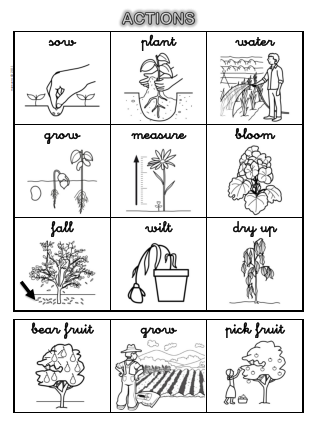 ACTIONS
sow plant water
grow measure bloom
fall wilt dry up
bear fruit grow pick fruit